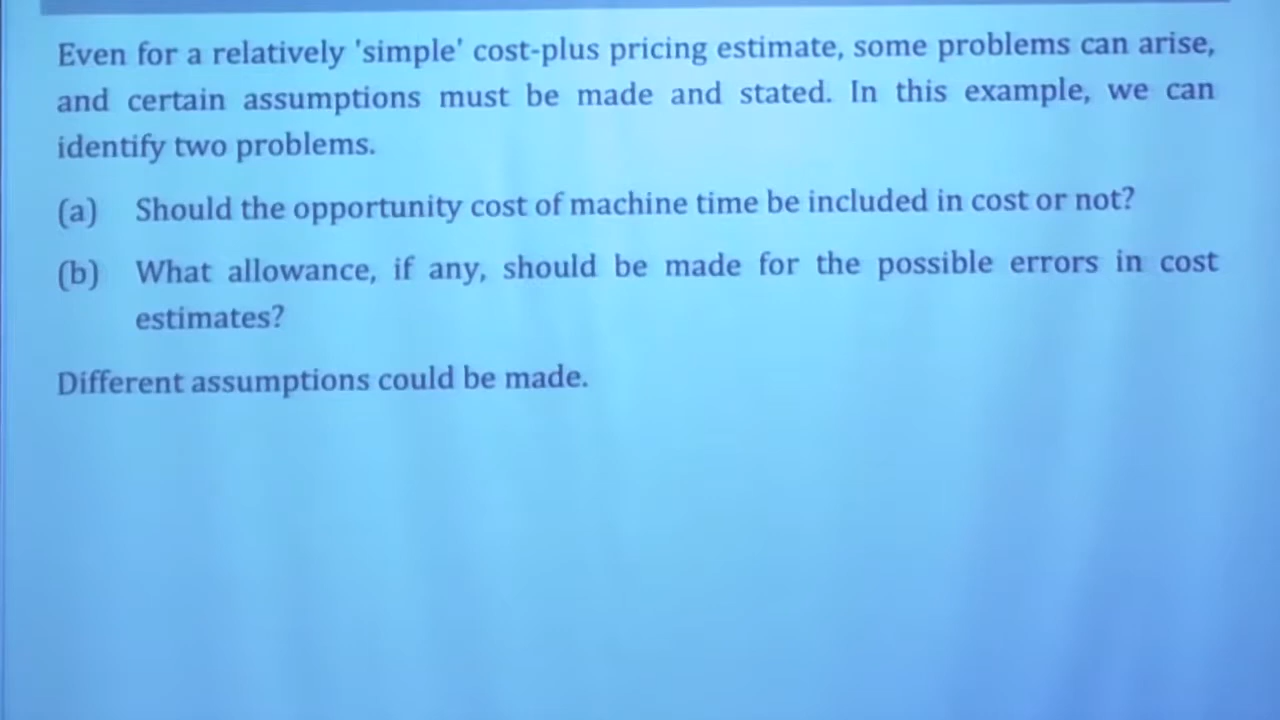 Even for a relatively 'simple' cost-plus pricing estimate, some problems can arise,
and certain assumptions must be made and stated. In this example, we can
identify two problems.
(a) Should the opportunity cost of machine time be included in cost or not?
(b) What allowance, if any, should be made for the possible errors in cost
estimates?
Different assumptions could be made.